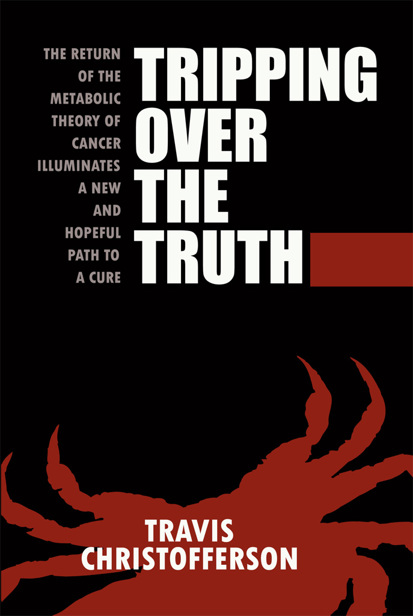 THE RETURN
OF THE
METABOLIC
THEORY OF
CANCER
ILLUMINATES
A NEW
AND
HOPEFUL
PATH TO
A CURE
TRIPPING
OVER
THE
TRUTH
TRAVIS
CHRISTOFFERSON